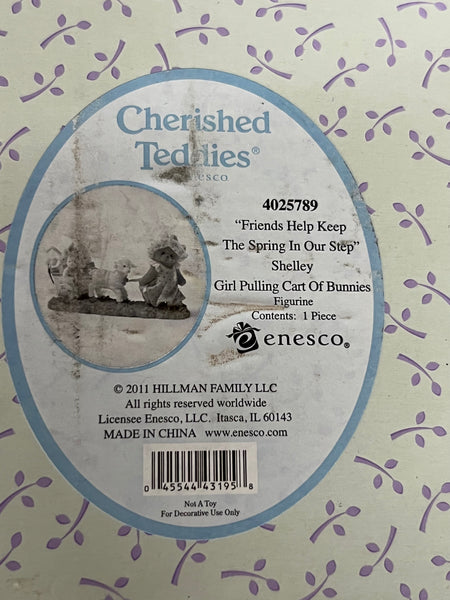 Cherished
Teddies®
enesco
4025789
“Friends Help Keep
The Spring In Our Step”
Shelley
Girl Pulling Cart Of Bunnies
Figurine
Contents: 1 Piece
enesco®
© 2011 HILLMAN FAMILY LLC
All rights reserved worldwide
Licensee Enesco, LLC. Itasca, IL 60143
MADE IN CHINA www.enesco.com
0 45544 43195 8
Not A Toy
For Decorative Use Only